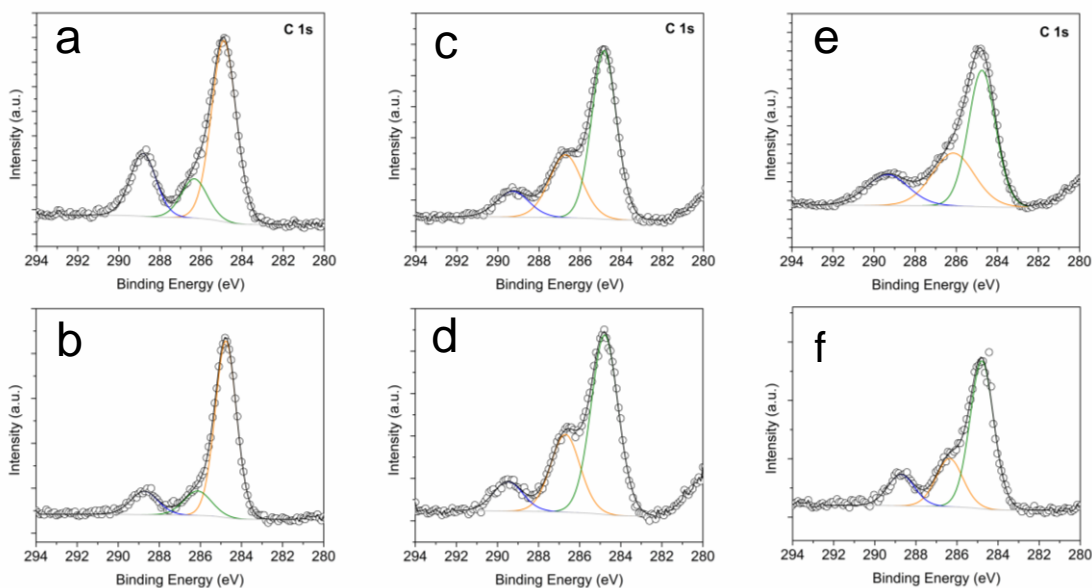 a
C 1s
Intensity (a.u.)
294 292 290 288 286 284 282 280
Binding Energy (eV)
c
C 1s
Intensity (a.u.)
294 292 290 288 286 284 282 280
Binding Energy (eV)
e
C 1s
Intensity (a.u.)
294 292 290 288 286 284 282 280
Binding Energy (eV)
b
Intensity (a.u.)
294 292 290 288 286 284 282 280
Binding Energy (eV)
d
Intensity (a.u.)
294 292 290 288 286 284 282 280
Binding Energy (eV)
f
Intensity (a.u.)
294 292 290 288 286 284 282 280
Binding Energy (eV)